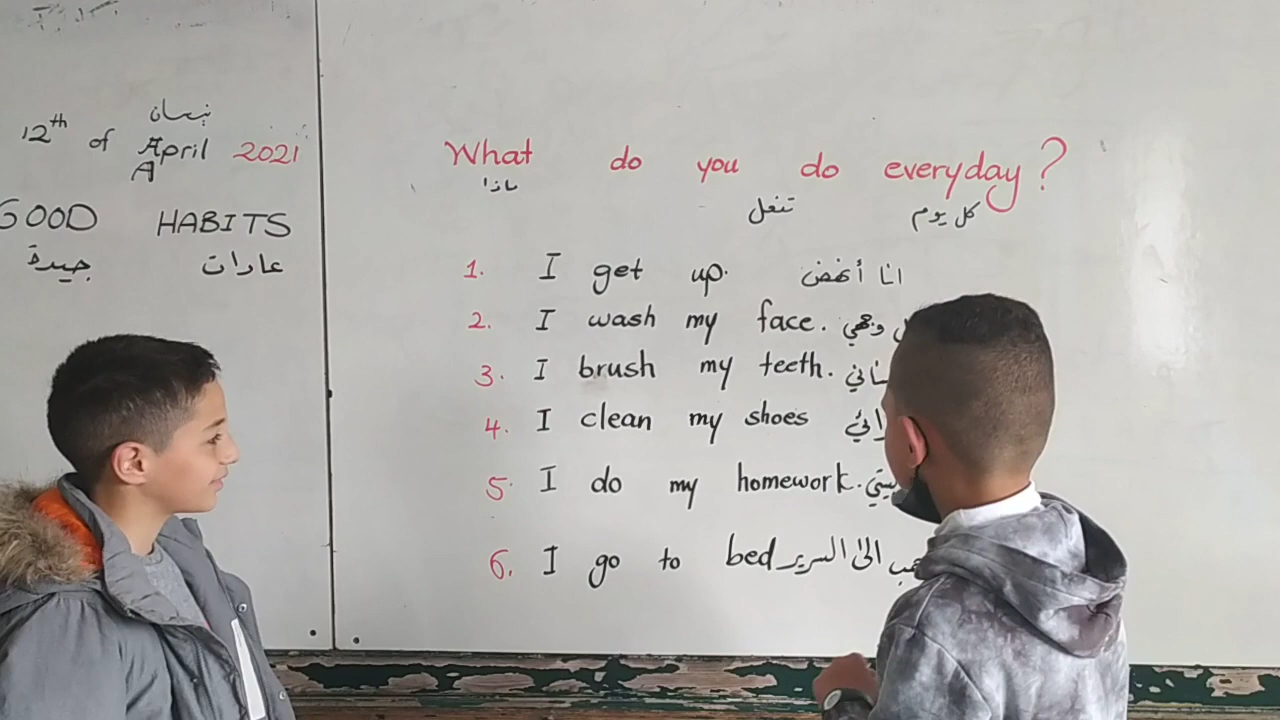 نيسان
12th of April 2021
A
GOOD HABITS
عادات جيدة
What do you do everyday?
ماذا تفعل كل يوم
1. I get up. انا أنهض
2. I wash my face. وجهي
3. I brush my teeth.
4. I clean my shoes
5. I do my homework.
6. I go to bed الى السرير